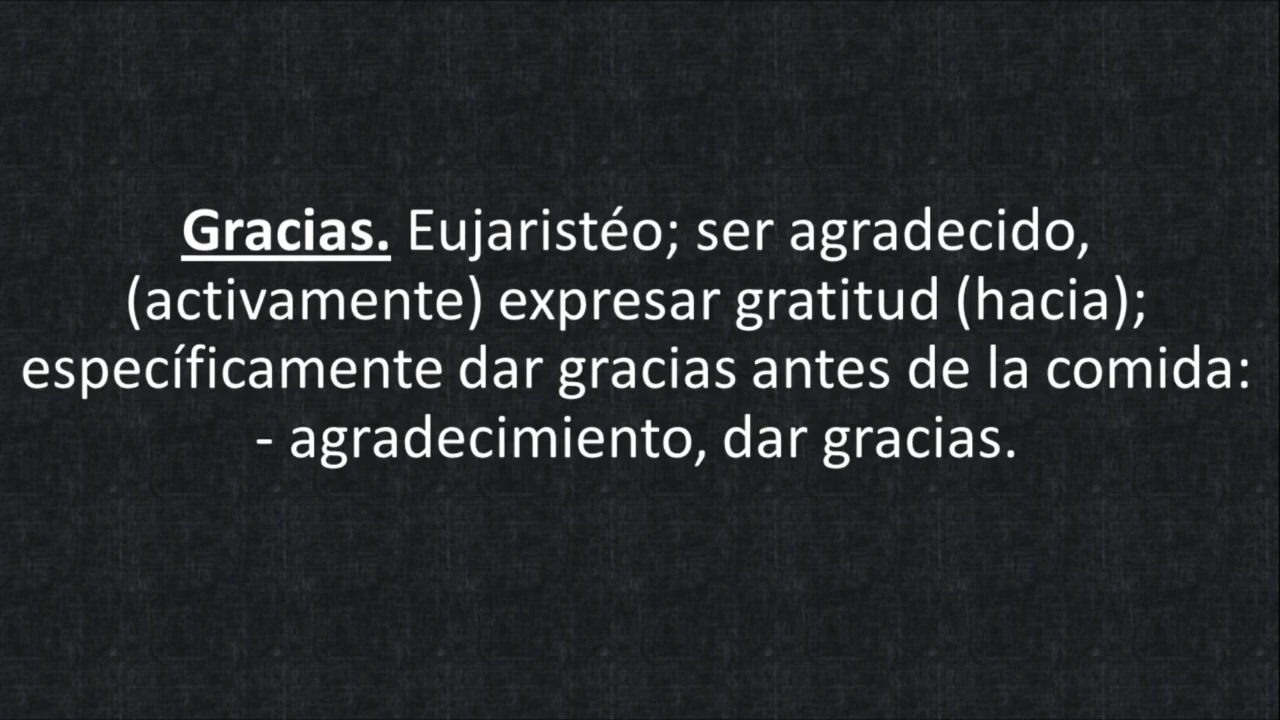 Gracias. Eujaristéo; ser agradecido,
(activamente) expresar gratitud (hacia);
específicamente dar gracias antes de la comida:
- agradecimiento, dar gracias.